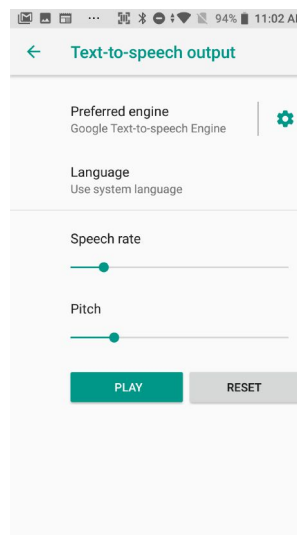 94% 11:02 A
Text-to-speech output
Preferred engine
Google Text-to-speech Engine
Language
Use system language
Speech rate
Pitch
PLAY RESET